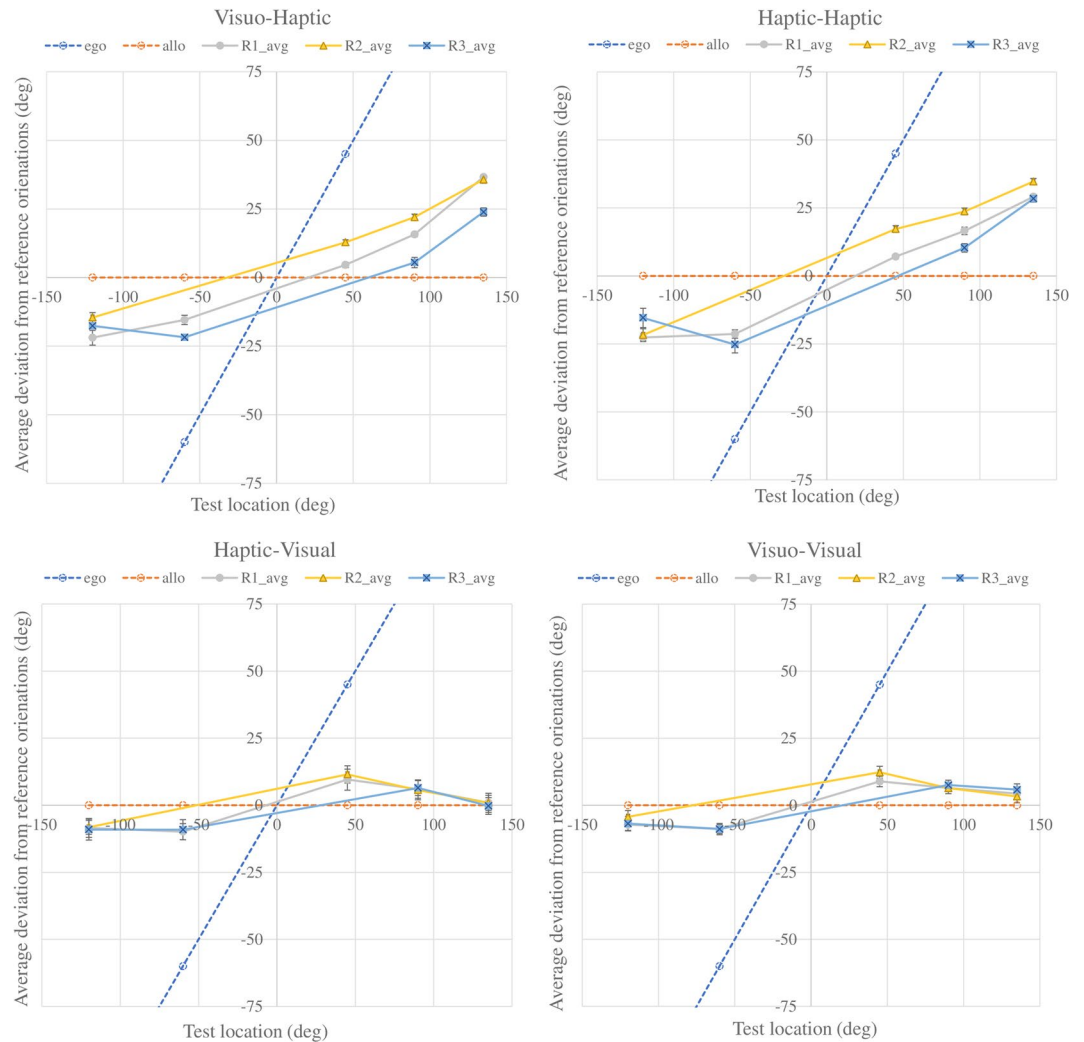 Visuo-Haptic
ego allo R1_avg R2_avg R3_avg
Average deviation from reference orienations (deg)
75
50
25
0
-150 -100 -50 0 50 100 150
-25
-50
-75
Test location (deg)
Haptic-Haptic
ego allo R1_avg R2_avg R3_avg
Average deviation from reference orienations (deg)
75
50
25
0
-150 -100 -50 0 50 100 150
-25
-50
-75
Test location (deg)
Haptic-Visual
ego allo R1_avg R2_avg R3_avg
Average deviation from reference orienations (deg)
75
50
25
0
-150 -100 -50 0 50 100 150
-25
-50
-75
Test location (deg)
Visuo-Visual
ego allo R1_avg R2_avg R3_avg
Average deviation from reference orienations (deg)
75
50
25
0
-150 -100 -50 0 50 100 150
-25
-50
-75
Test location (deg)